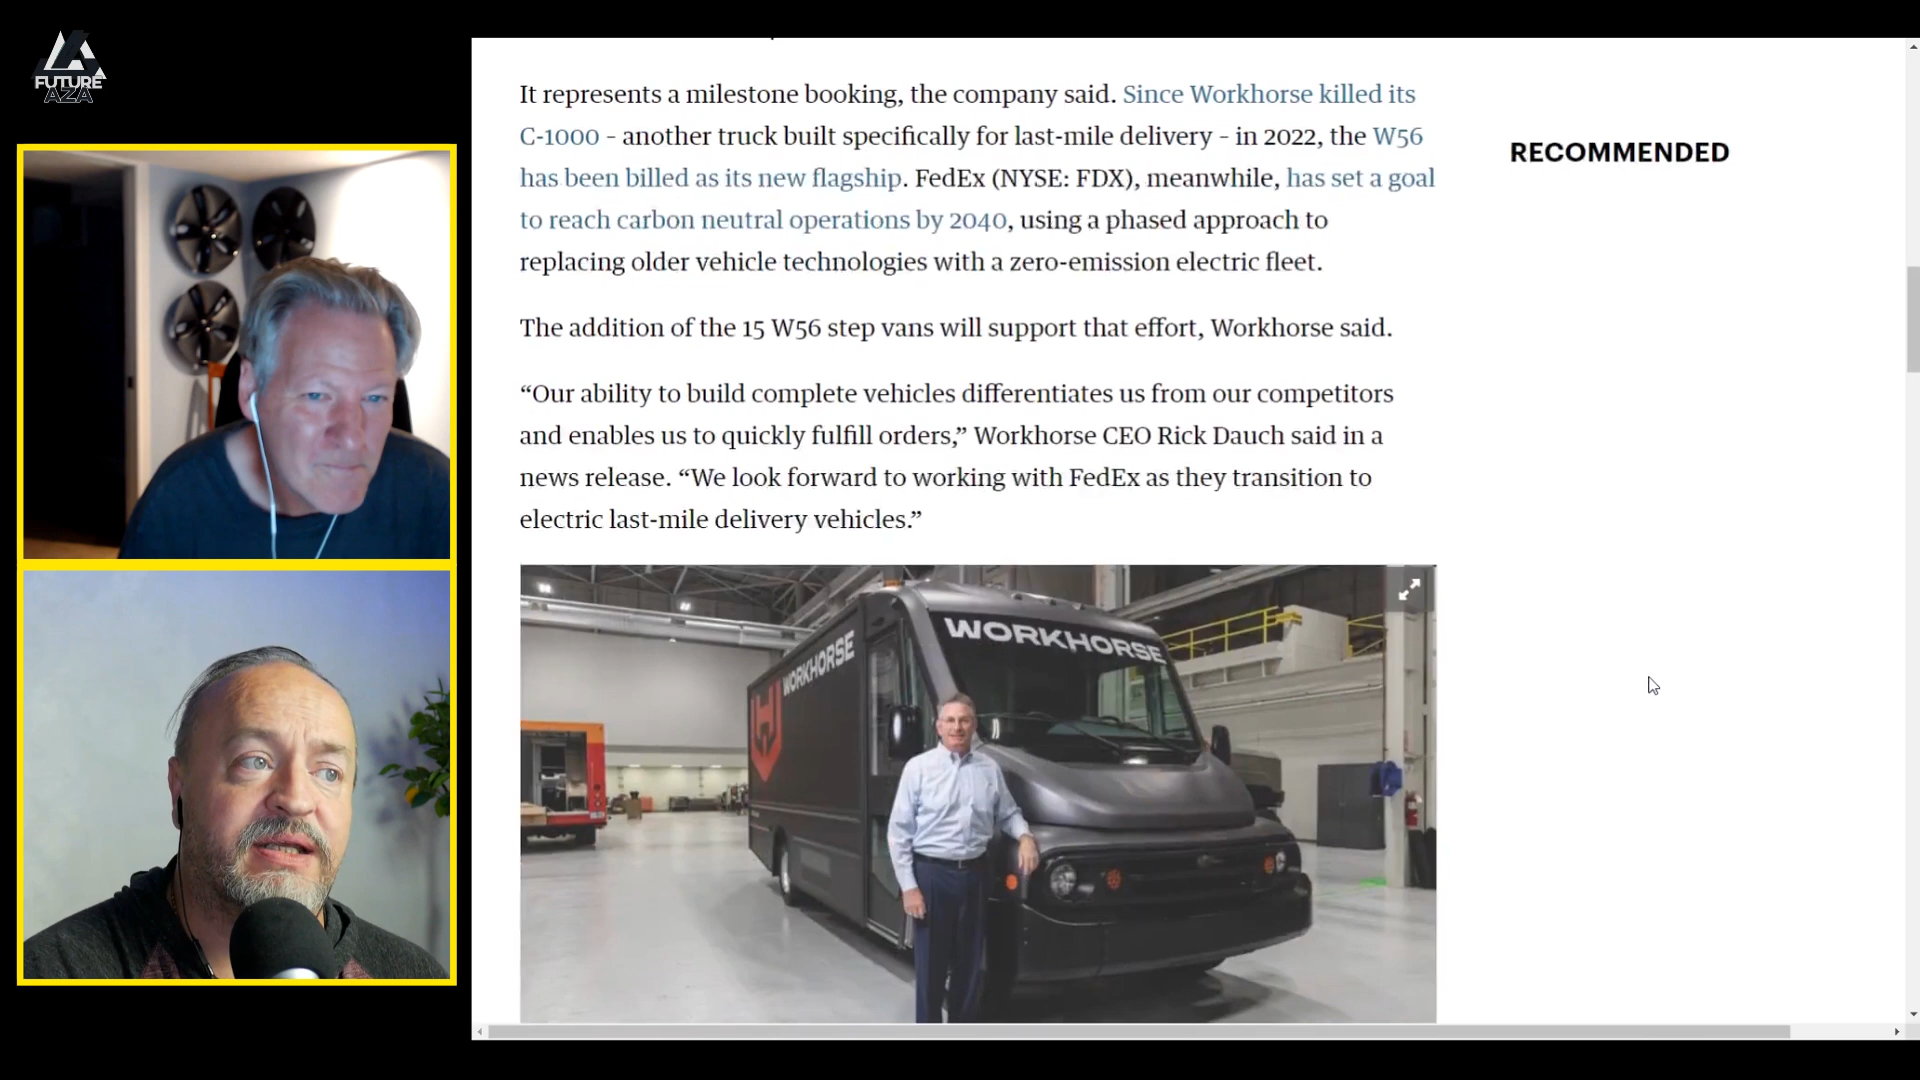 FUTURE
AZA
It represents a milestone booking, the company said. Since Workhorse killed its
C-1000 – another truck built specifically for last-mile delivery – in 2022, the W56
has been billed as its new flagship. FedEx (NYSE: FDX), meanwhile, has set a goal
to reach carbon neutral operations by 2040, using a phased approach to
replacing older vehicle technologies with a zero-emission electric fleet.
The addition of the 15 W56 step vans will support that effort, Workhorse said.
“Our ability to build complete vehicles differentiates us from our competitors
and enables us to quickly fulfill orders,” Workhorse CEO Rick Dauch said in a
news release. “We look forward to working with FedEx as they transition to
electric last-mile delivery vehicles.”
WORKHORSE
WORKHORSE
RECOMMENDED